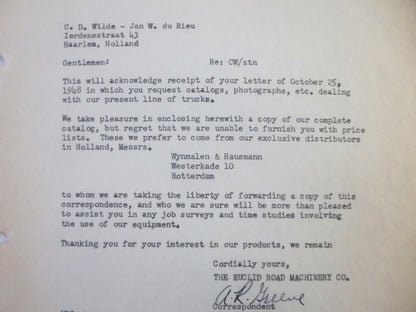 C. D. Wilde - Jan W. du Rieu
Iordensstraat 43
Haarlem, Holland
Gentlemen: Re: CW/ztn
This will acknowledge receipt of your letter of October 25,
1948 in which you request catalogs, photographs, etc. dealing
with our present line of trucks.
We take pleasure in enclosing herewith a copy of our complete
catalog, but regret that we are unable to furnish you with price
lists. These we prefer to come from our exclusive distributors
in Holland, Messrs.
Wynmalen & Hausmann
Westerkade 10
Rotterdam
to whom we are taking the liberty of forwarding a copy of this
correspondence, and who we are sure will be more than pleased
to assist you in any job surveys and time studies involving
the use of our equipment.
Thanking you for your interest in our products, we remain
Cordially yours,
THE EUCLID ROAD MACHINERY CO.
A.R. Greene
Correspondent